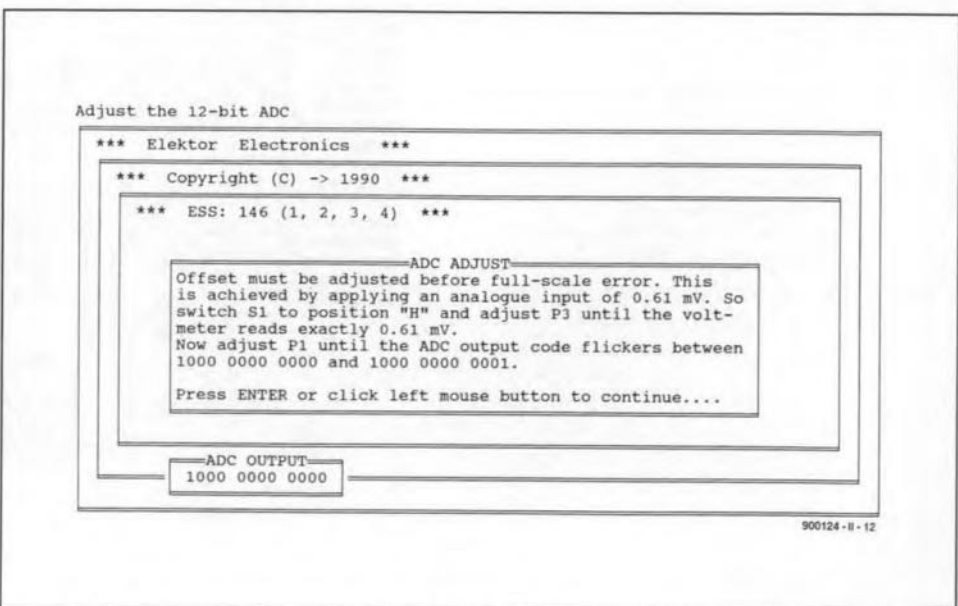 Adjust the 12-bit ADC
*** Elektor Electronics ***
*** Copyright (C) -> 1990 ***
*** ESS: 146 (1, 2, 3, 4) ***
ADC ADJUST
Offset must be adjusted before full-scale error. This
is achieved by applying an analogue input of 0.61 mV. So
switch S1 to position "H" and adjust P3 until the volt-
meter reads exactly 0.61 mV.
Now adjust P1 until the ADC output code flickers between
1000 0000 0000 and 1000 0000 0001.
Press ENTER or click left mouse button to continue....
ADC OUTPUT
1000 0000 0000
900124 - II - 12